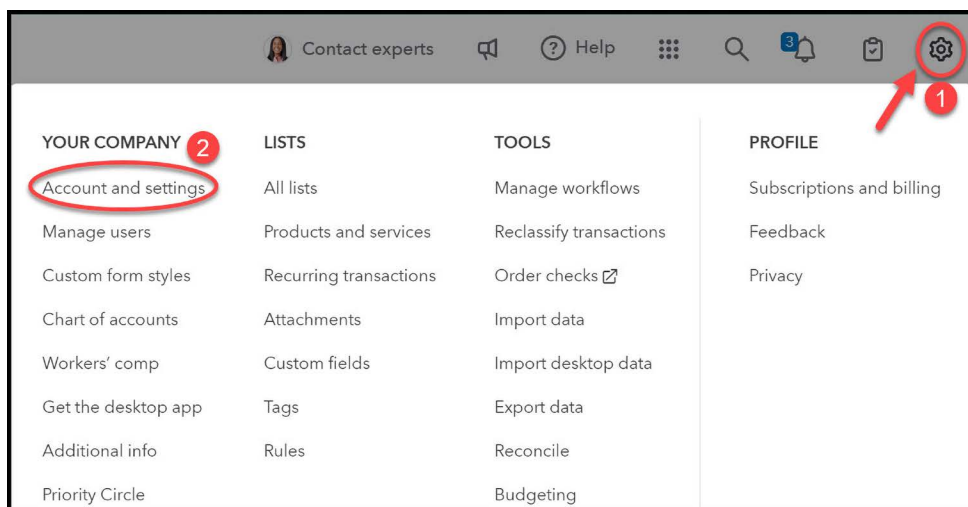 Contact experts
Help
3
1
YOUR COMPANY
2
Account and settings
Manage users
Custom form styles
Chart of accounts
Workers’ comp
Get the desktop app
Additional info
Priority Circle
LISTS
All lists
Products and services
Recurring transactions
Attachments
Custom fields
Tags
Rules
TOOLS
Manage workflows
Reclassify transactions
Order checks
Import data
Import desktop data
Export data
Reconcile
Budgeting
PROFILE
Subscriptions and billing
Feedback
Privacy